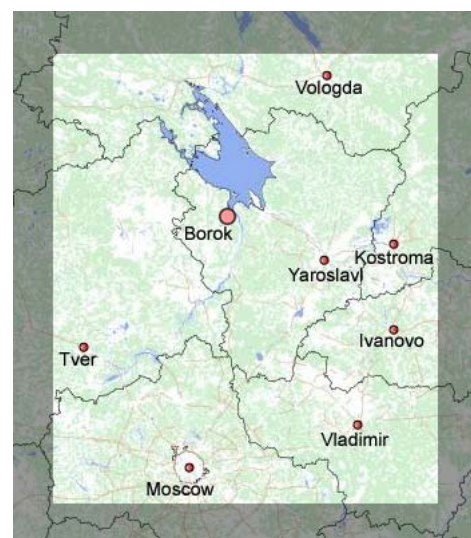 Vologda
Borok
Kostroma
Yaroslavl
Ivanovo
Tver
Vladimir
Moscow